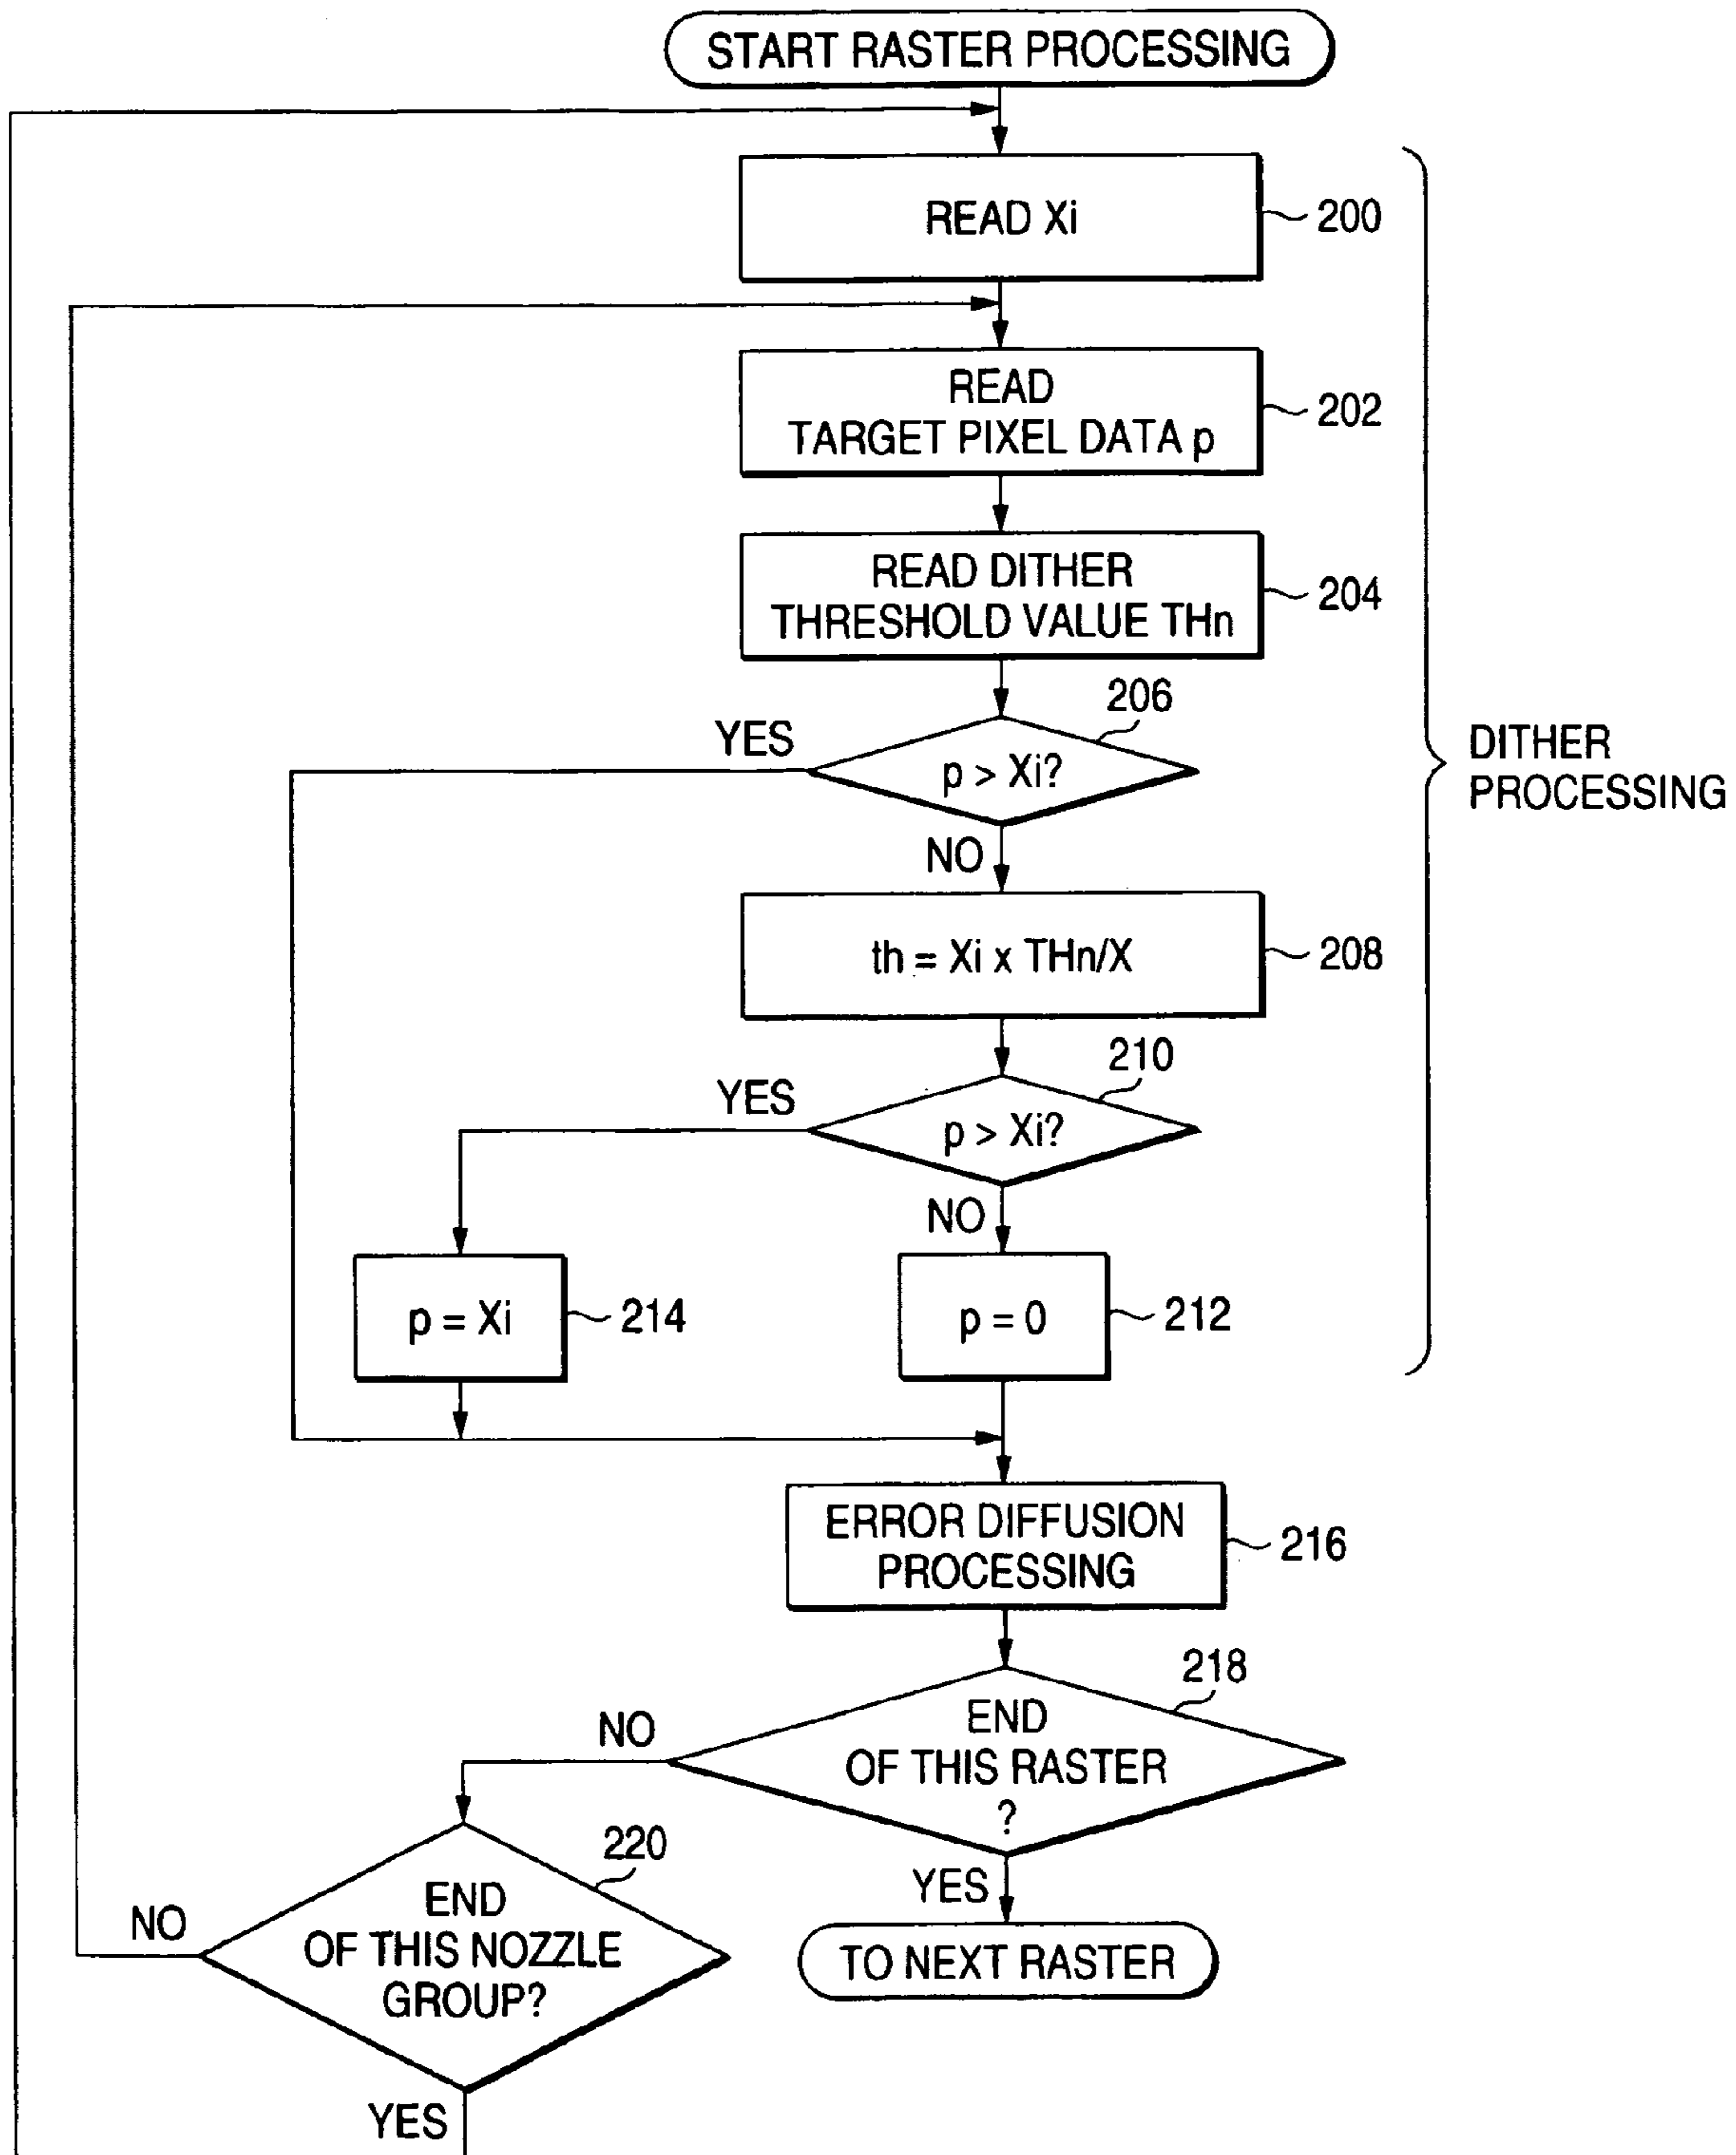 START RASTER PROCESSING
READ Xi
200
READ
TARGET PIXEL DATA p
202
READ DITHER
THRESHOLD VALUE THn
204
206
YES
p > Xi?
DITHER
PROCESSING
NO
th = Xi x THn/X
208
210
YES
p > Xi?
NO
p = Xi
214
p = 0
212
ERROR DIFFUSION
PROCESSING
216
218
NO
END
OF THIS RASTER
?
220
YES
NO
END
OF THIS NOZZLE
GROUP?
TO NEXT RASTER
YES